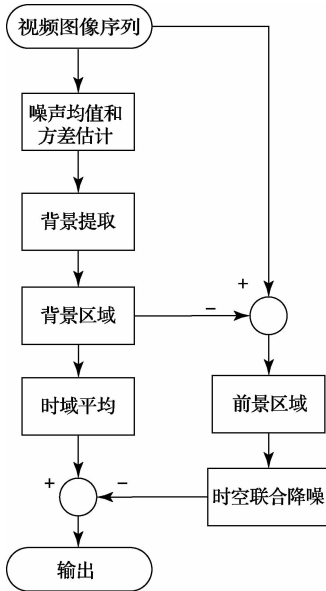 视频图像序列
噪声均值和
方差估计
背景提取
+
背景区域
−
时域平均
前景区域
+
−
时空联合降噪
输出